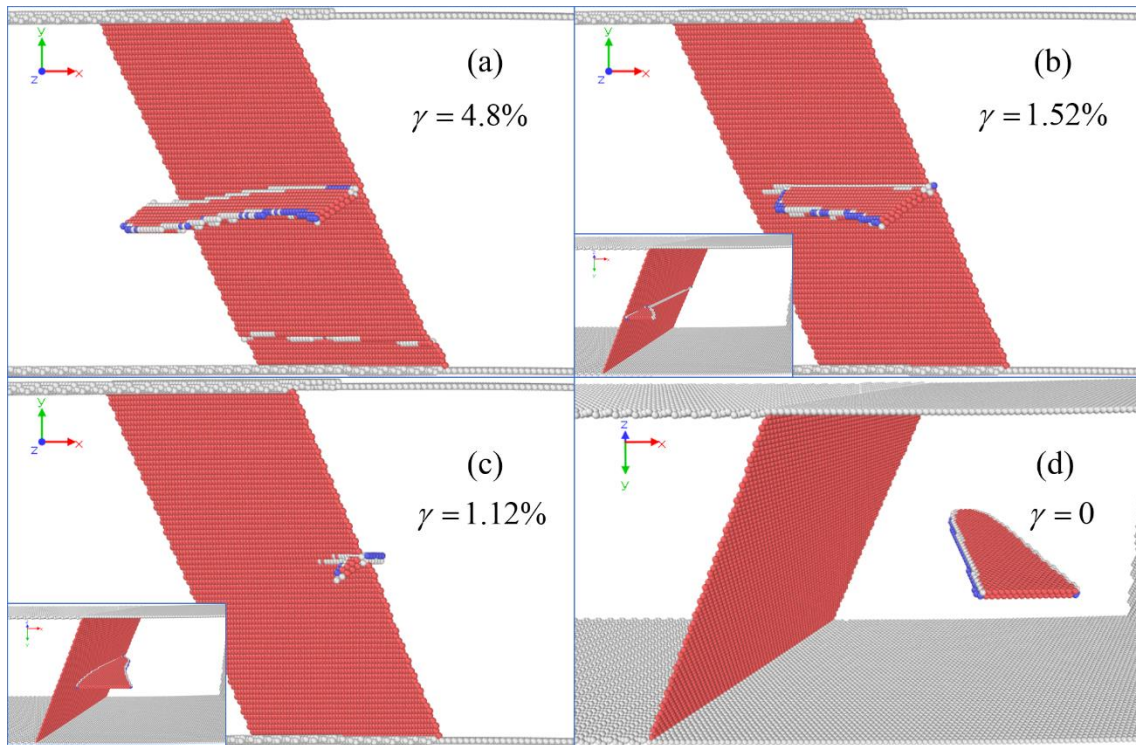 y
z
x
(a)
γ = 4.8%
y
z
x
(b)
γ = 1.52%
y
z
x
(c)
γ = 1.12%
z
x
y
(d)
γ = 0